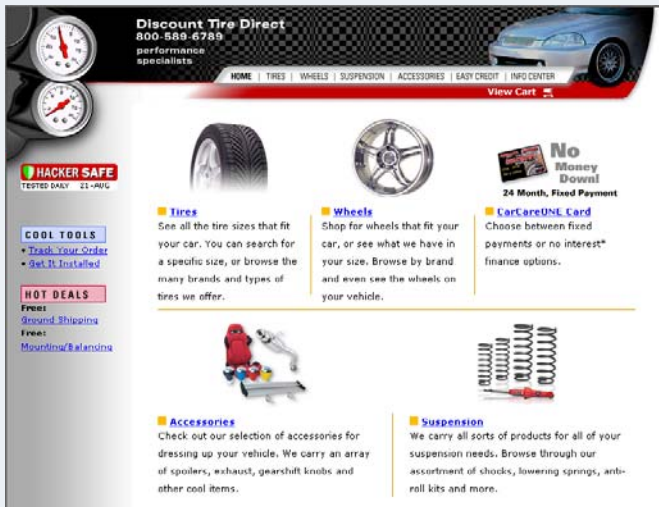 Discount Tire Direct
800-589-6789
performance
specialists
HOME | TIRES | WHEELS | SUSPENSION | ACCESSORIES | EASY CREDIT | INFO CENTER
View Cart
HACKER SAFE
TESTED DAILY 21-AUG
No
Money
Down!
24 Month, Fixed Payment
Tires
See all the tire sizes that fit
your car. You can search for
a specific size, or browse the
many brands and types of
tires we offer.
Wheels
Shop for wheels that fit your
car, or see what we have in
your size. Browse by brand
and even see the wheels on
your vehicle.
CarCareONE Card
Choose between fixed
payments or no interest*
finance options.
COOL TOOLS
• Track Your Order
• Get It Installed
HOT DEALS
Free:
Ground Shipping
Free:
Mounting/Balancing
Accessories
Check out our selection of accessories for
dressing up your vehicle. We carry an array
of spoilers, exhaust, gearshift knobs and
other cool items.
Suspension
We carry all sorts of products for all of your
suspension needs. Browse through our
assortment of shocks, lowering springs, anti-
roll kits and more.